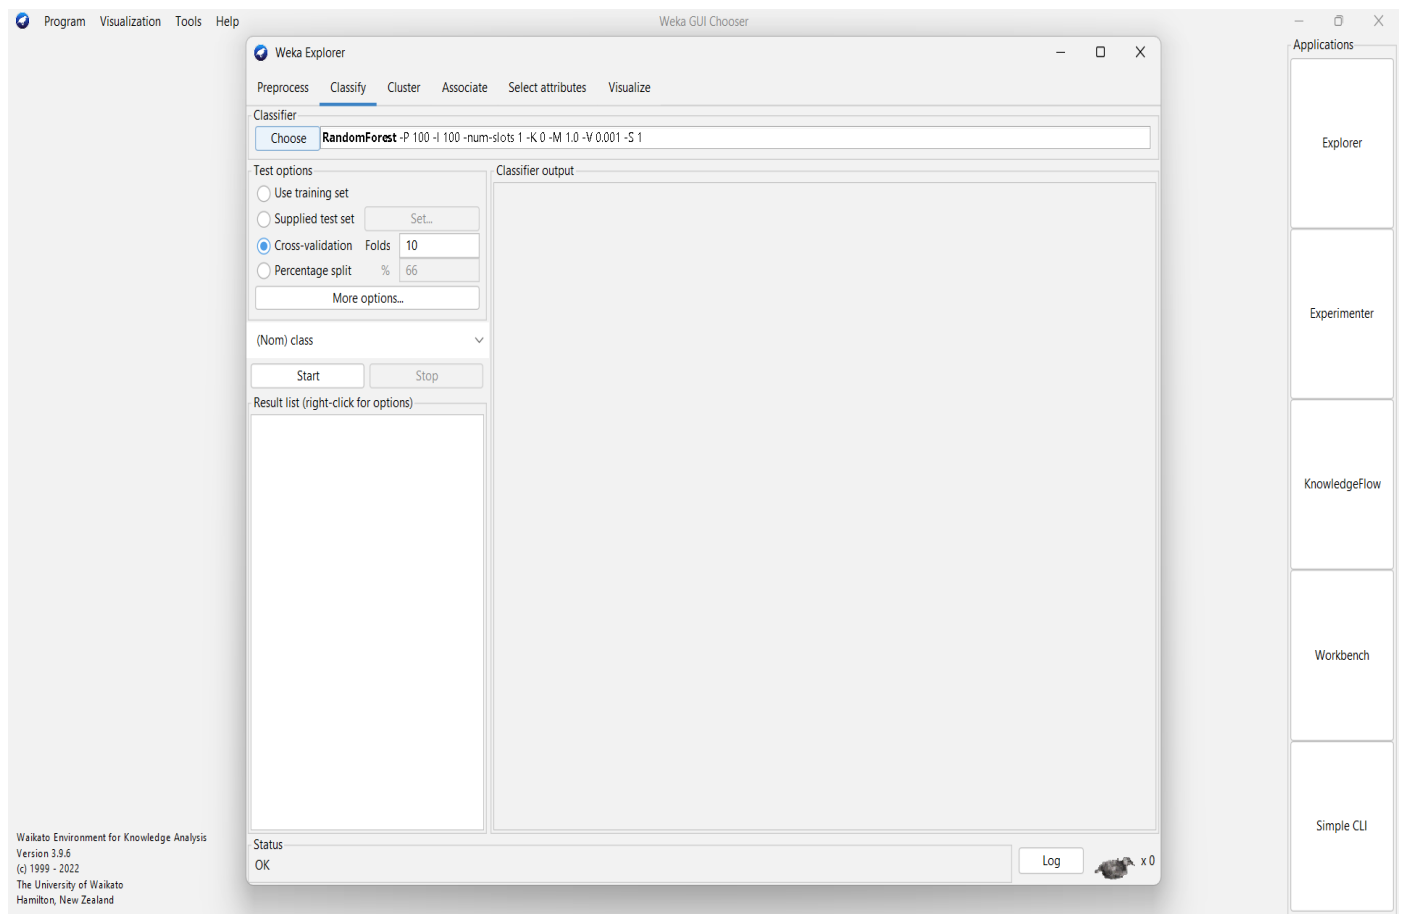 Program Visualization Tools Help
Weka GUI Chooser
Applications
Weka Explorer
Preprocess Classify Cluster Associate Select attributes Visualize
Classifier
Choose RandomForest -P 100 -I 100 -num-slots 1 -K 0 -M 1.0 -V 0.001 -S 1
Test options
Use training set
Supplied test set Set...
Cross-validation Folds 10
Percentage split % 66
More options...
(Nom) class
Start Stop
Result list (right-click for options)
Classifier output
Status
OK
Log x 0
Explorer
Experimenter
KnowledgeFlow
Workbench
Simple CLI
Waikato Environment for Knowledge Analysis
Version 3.9.6
(c) 1999 - 2022
The University of Waikato
Hamilton, New Zealand